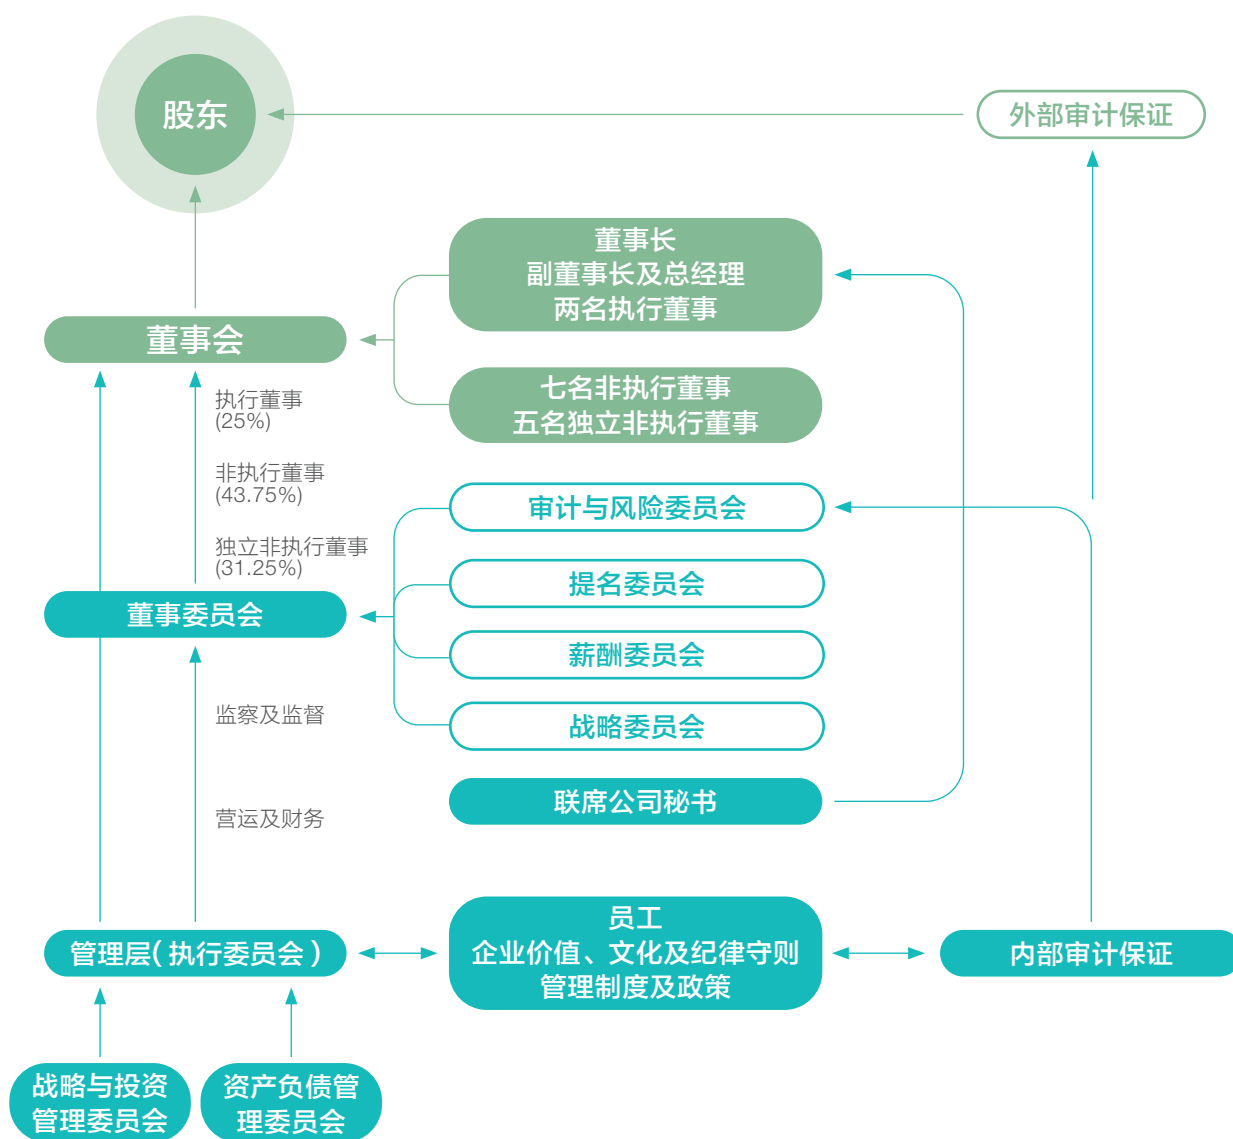 股东
外部审计保证
董事长
副董事长及总经理
两名执行董事
董事会
七名非执行董事
五名独立非执行董事
执行董事
(25%)
非执行董事
(43.75%)
独立非执行董事
(31.25%)
审计与风险委员会
提名委员会
董事委员会
薪酬委员会
战略委员会
监察及监督
联席公司秘书
营运及财务
员工
企业价值、文化及纪律守则
管理制度及政策
管理层(执行委员会)
内部审计保证
战略与投资
管理委员会
资产负债管
理委员会